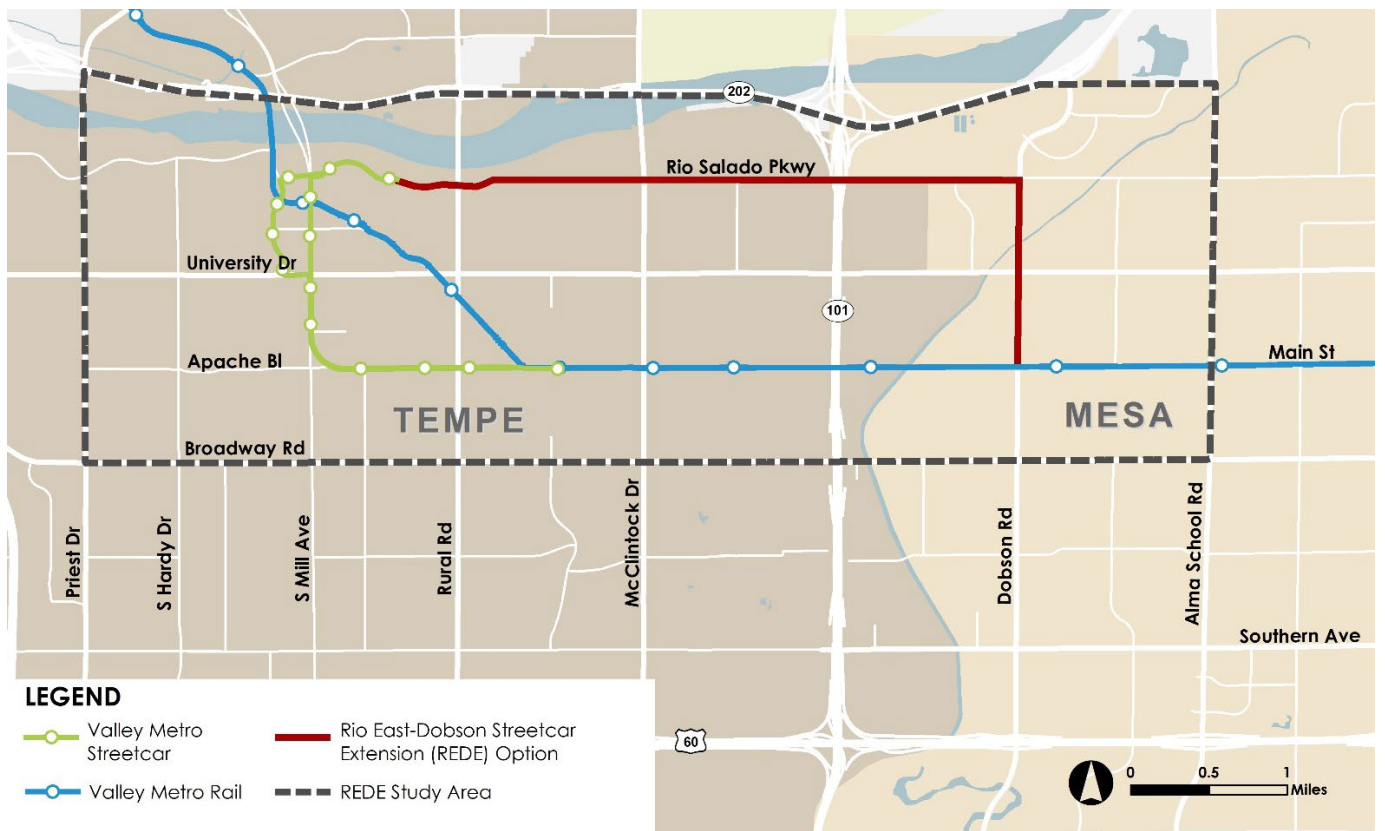 202
Rio Salado Pkwy
University Dr
101
Apache Bl
Main St
TEMPE
MESA
Broadway Rd
Priest Dr
S Hardy Dr
S Mill Ave
Rural Rd
McClintock Dr
Dobson Rd
Alma School Rd
Southern Ave
LEGEND
Valley Metro
Streetcar
Rio East-Dobson Streetcar
Extension (REDE) Option
Valley Metro Rail
REDE Study Area
60
0 0.5 1
Miles